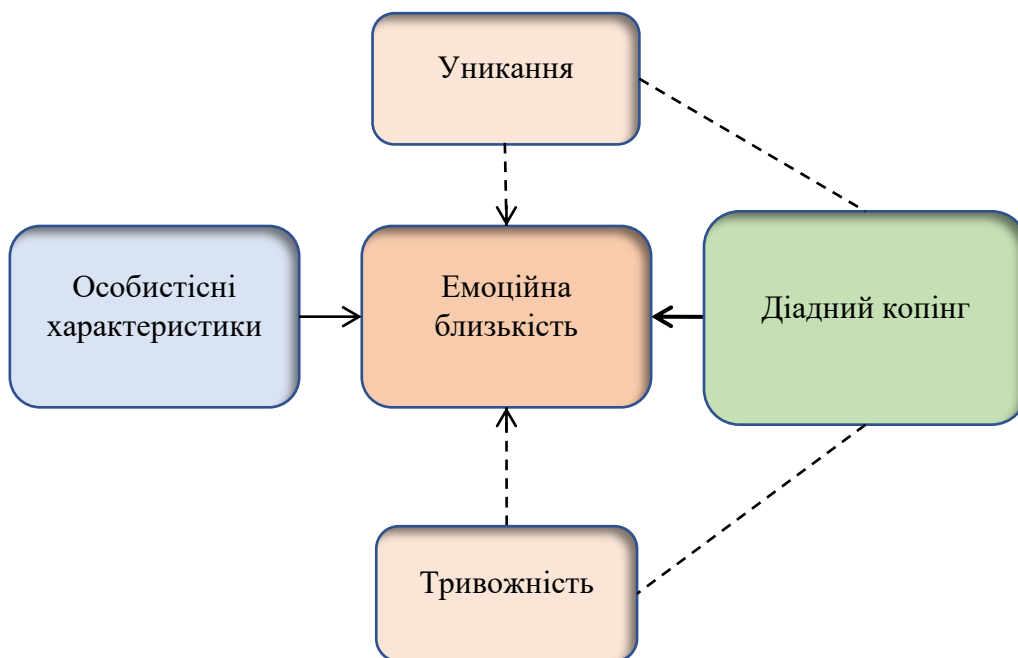 Уникання
Особистісні
характеристики
Емоційна
близькість
Діадний копінг
Тривожність